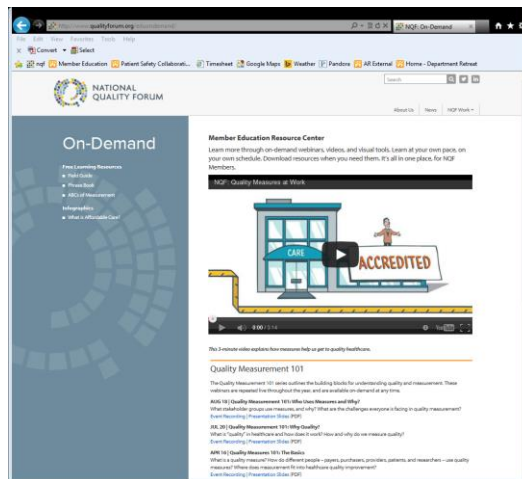 www.qualityforum.org
NQF: On-Demand
File Edit View Favorites Tools Help
Convert Select
nqf Member Education Patient Safety Collaborati... Timesheet Google Maps Weather Pandora AR External Home - Department Retreat
Search
NATIONAL
QUALITY FORUM
About Us News NQF Work
On-Demand
Free Learning Resources
Field Guide
Phrase Book
ABCs of Measurement
Infographics
What is Affordable Care?
Member Education Resource Center
Learn more through on-demand webinars, videos, and visual tools. Learn at your own pace, on
your own schedule. Download resources when you need them. It's all in one place, for NQF
Members.
NQF: Quality Measures at Work
CARE
ACCREDITED
0:00 / 3:14
YouTube
This 3-minute video explains how measures help us get to quality healthcare.
Quality Measurement 101
The Quality Measurement 101 series outlines the building blocks for understanding quality and measurement. These
webinars are repeated live throughout the year, and are available on-demand at any time.
AUG 18 | Quality Measurement 101: Who Uses Measures and Why?
What stakeholder groups use measures, and why? What are the challenges everyone is facing in quality measurement?
Event Recording | Presentation Slides (PDF)
JUL 20 | Quality Measurement 101: Why Quality?
What is "quality" in healthcare and how does it work? How and why do we measure quality?
Event Recording | Presentation Slides (PDF)
APR 16 | Quality Measures 101: The Basics
What is a quality measure? How do different people – payers, purchasers, providers, patients, and researchers – use quality
measures? Where does measurement fit into healthcare quality improvement?
Event Recording | Presentation Slides (PDF)